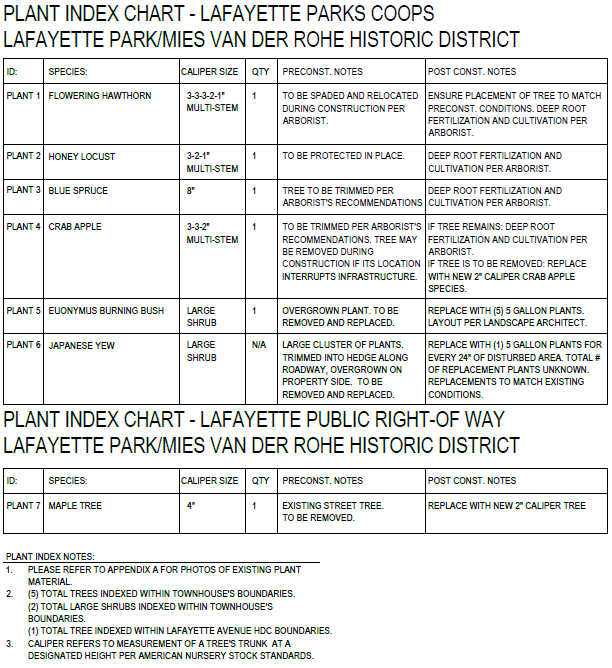 PLANT INDEX CHART - LAFAYETTE PARKS COOPS
LAFAYETTE PARK/MIES VAN DER ROHE HISTORIC DISTRICT
ID: SPECIES: CALIPER SIZE QTY PRECONST. NOTES POST CONST. NOTES
PLANT 1 FLOWERING HAWTHORN 3-3-3-2-1" 1 TO BE SPADED AND RELOCATED ENSURE PLACEMENT OF TREE TO MATCH
MULTI-STEM DURING CONSTRUCTION PER PRECONST. CONDITIONS. DEEP ROOT
ARBORIST. FERTILIZATION AND CULTIVATION PER
ARBORIST.
PLANT 2 HONEY LOCUST 3-2-1" 1 TO BE PROTECTED IN PLACE. DEEP ROOT FERTILIZATION AND
MULTI-STEM CULTIVATION PER ARBORIST.
PLANT 3 BLUE SPRUCE 8" 1 TREE TO BE TRIMMED PER DEEP ROOT FERTILIZATION AND
ARBORIST'S RECOMMENDATIONS CULTIVATION PER ARBORIST.
PLANT 4 CRAB APPLE 3-3-2" 1 TO BE TRIMMED PER ARBORIST'S IF TREE REMAINS: DEEP ROOT
MULTI-STEM RECOMMENDATIONS. TREE MAY FERTILIZATION AND CULTIVATION PER
BE REMOVED DURING ARBORIST.
CONSTRUCTION IF ITS LOCATION IF TREE IS TO BE REMOVED: REPLACE
INTERRUPTS INFRASTRUCTURE. WITH NEW 2" CALIPER CRAB APPLE
SPECIES.
PLANT 5 EUONYMUS BURNING BUSH LARGE 1 OVERGROWN PLANT. TO BE REPLACE WITH (5) 5 GALLON PLANTS.
SHRUB REMOVED AND REPLACED. LAYOUT PER LANDSCAPE ARCHITECT.
PLANT 6 JAPANESE YEW LARGE N/A LARGE CLUSTER OF PLANTS. REPLACE WITH (1) 5 GALLON PLANTS FOR
SHRUB TRIMMED INTO HEDGE ALONG EVERY 24" OF DISTURBED AREA. TOTAL #
ROADWAY, OVERGROWN ON OF REPLACEMENT PLANTS UNKNOWN.
PROPERTY SIDE. TO BE REPLACEMENTS TO MATCH EXISTING
REMOVED AND REPLACED. CONDITIONS.
PLANT INDEX CHART - LAFAYETTE PUBLIC RIGHT-OF WAY
LAFAYETTE PARK/MIES VAN DER ROHE HISTORIC DISTRICT
ID: SPECIES: CALIPER SIZE QTY PRECONST. NOTES POST CONST. NOTES
PLANT 7 MAPLE TREE 4" 1 EXISTING STREET TREE. REPLACE WITH NEW 2" CALIPER TREE
TO BE REMOVED.
PLANT INDEX NOTES:
1. PLEASE REFER TO APPENDIX A FOR PHOTOS OF EXISTING PLANT
MATERIAL.
2. (5) TOTAL TREES INDEXED WITHIN TOWNHOUSE'S BOUNDARIES.
(2) TOTAL LARGE SHRUBS INDEXED WITHIN TOWNHOUSE'S
BOUNDARIES.
(1) TOTAL TREE INDEXED WITHIN LAFAYETTE AVENUE HDC BOUNDARIES.
3. CALIPER REFERS TO MEASUREMENT OF A TREE'S TRUNK AT A
DESIGNATED HEIGHT PER AMERICAN NURSERY STOCK STANDARDS.